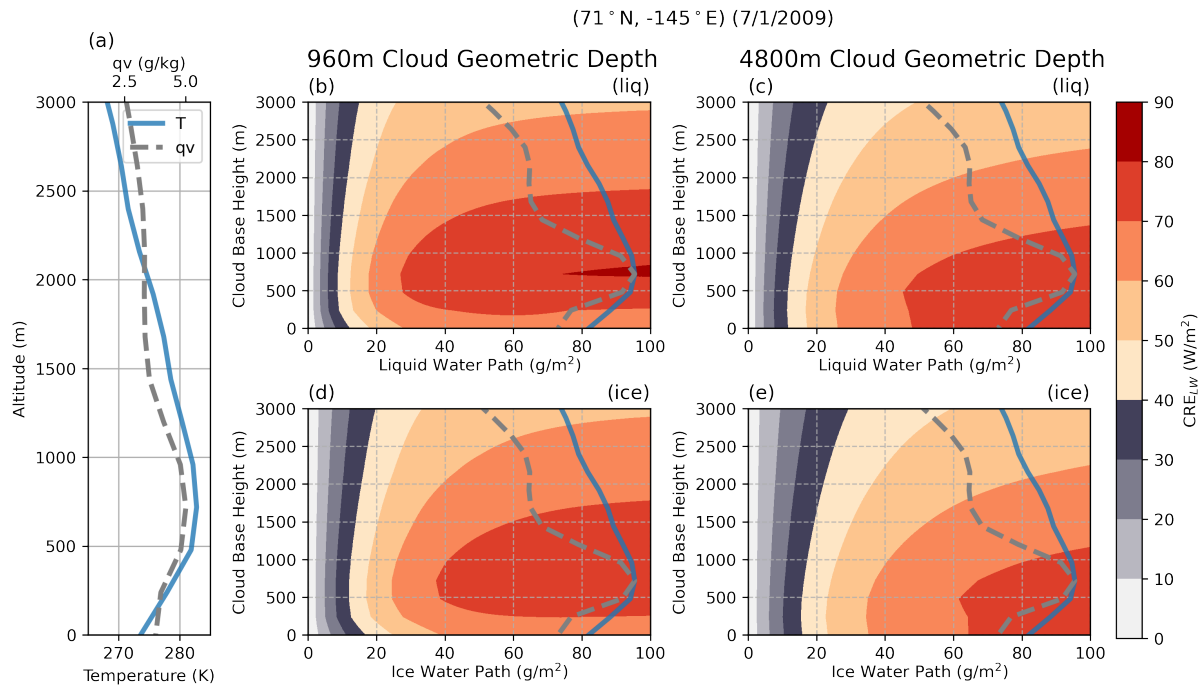 (71°N, -145°E) (7/1/2009)
(a)
qv (g/kg)
2.5 5.0
3000
2500
2000
1500
1000
500
0
Altitude (m)
T
qv
270 280
Temperature (K)
960m Cloud Geometric Depth
(b) (liq)
3000
2500
2000
1500
1000
500
0
Cloud Base Height (m)
0 20 40 60 80 100
Liquid Water Path (g/m²)
4800m Cloud Geometric Depth
(c) (liq)
3000
2500
2000
1500
1000
500
0
Cloud Base Height (m)
0 20 40 60 80 100
Liquid Water Path (g/m²)
(d) (ice)
3000
2500
2000
1500
1000
500
0
Cloud Base Height (m)
0 20 40 60 80 100
Ice Water Path (g/m²)
(e) (ice)
3000
2500
2000
1500
1000
500
0
Cloud Base Height (m)
0 20 40 60 80 100
Ice Water Path (g/m²)
90
80
70
60
50
40
30
20
10
0
CRE_LW (W/m²)